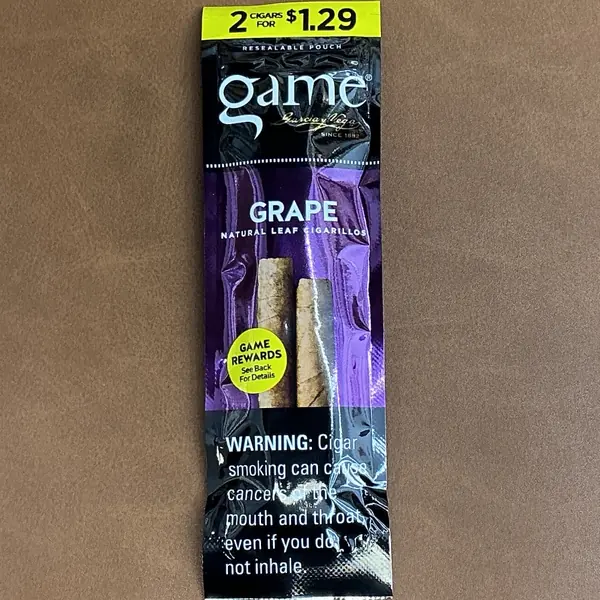 2 CIGARS FOR $1.29
RESEALABLE POUCH
game®
Garcia y Vega
SINCE 1882
GRAPE
NATURAL LEAF CIGARILLOS
GAME
REWARDS
See Back
For Details
WARNING: Cigar
smoking can cause
cancers of the
mouth and throat,
even if you do
not inhale.